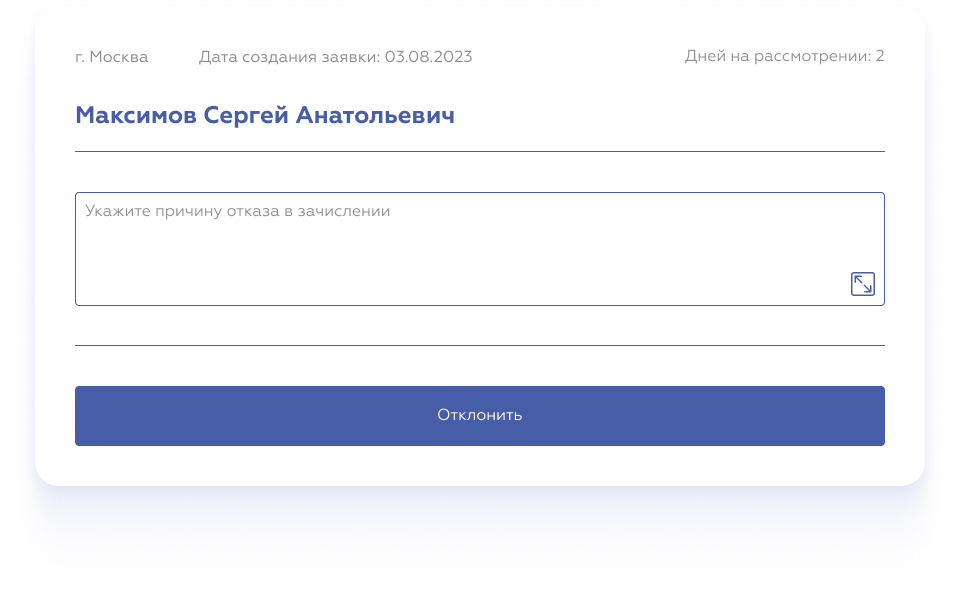 г. Москва Дата создания заявки: 03.08.2023 Дней на рассмотрении: 2
Максимов Сергей Анатольевич
Укажите причину отказа в зачислении
Отклонить